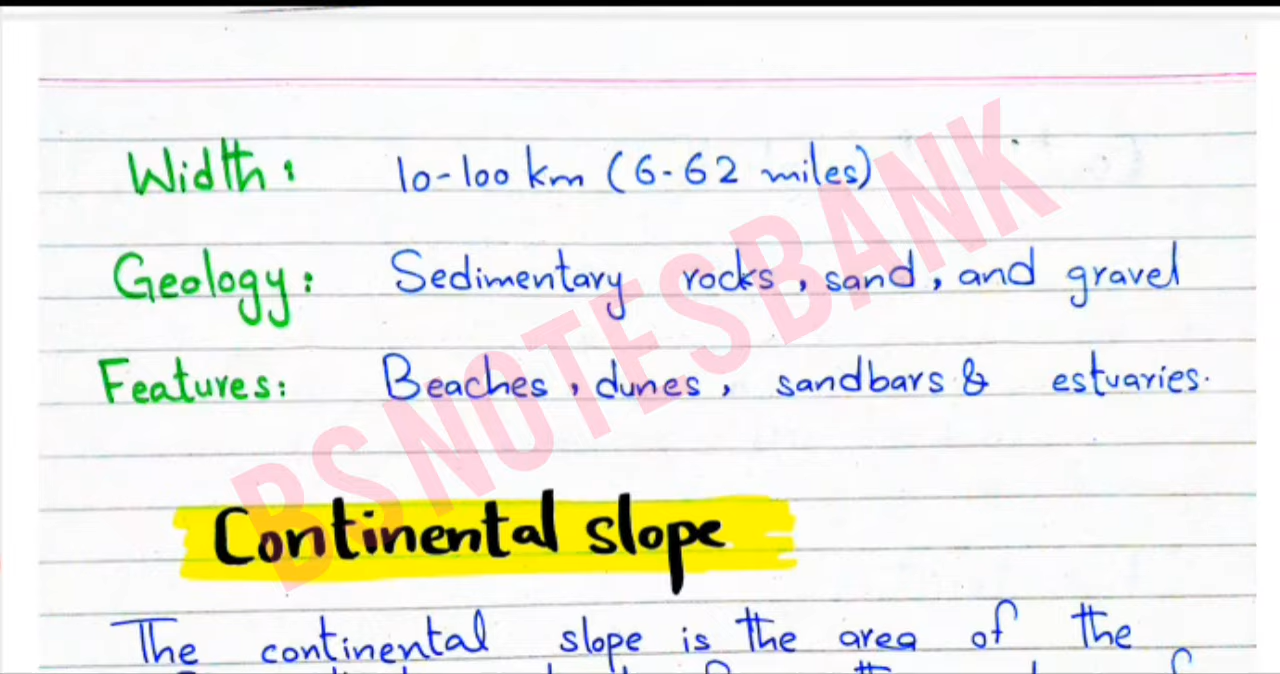 Width: 10-100 km (6-62 miles)
Geology: Sedimentary rocks, sand, and gravel
Features: Beaches, dunes, sandbars & estuaries.
Continental slope
The continental slope is the area of the
BSNOTESBANK